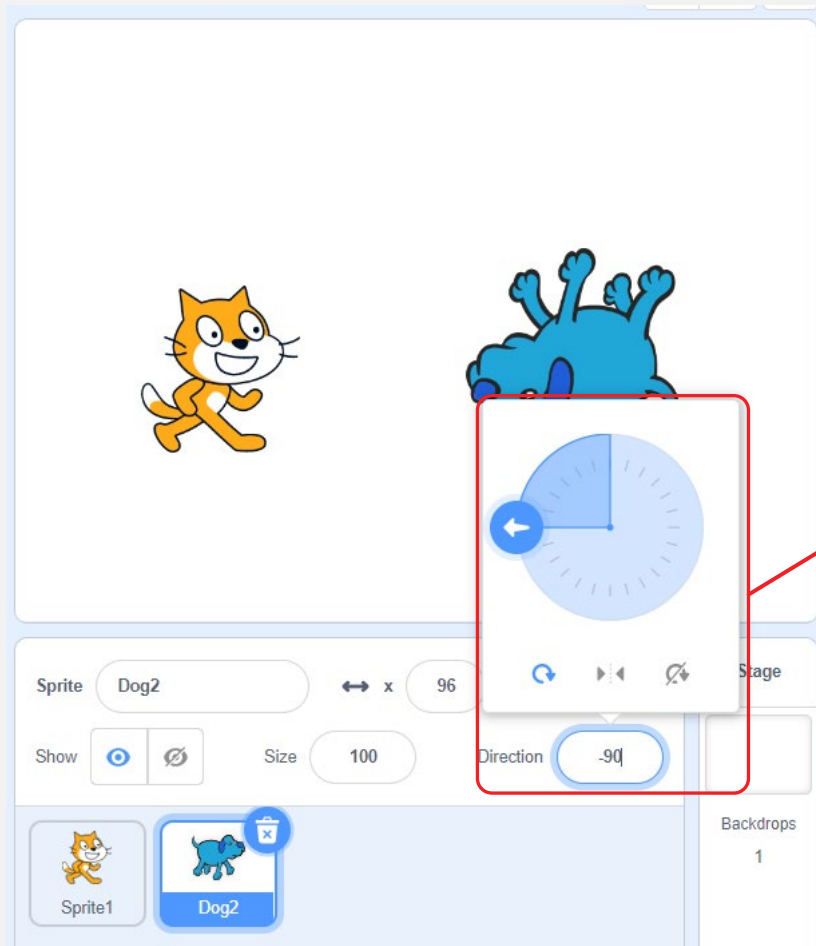 Sprite Dog2 x 96
Stage
Show Size 100 Direction -90
Backdrops
1
Sprite1 Dog2